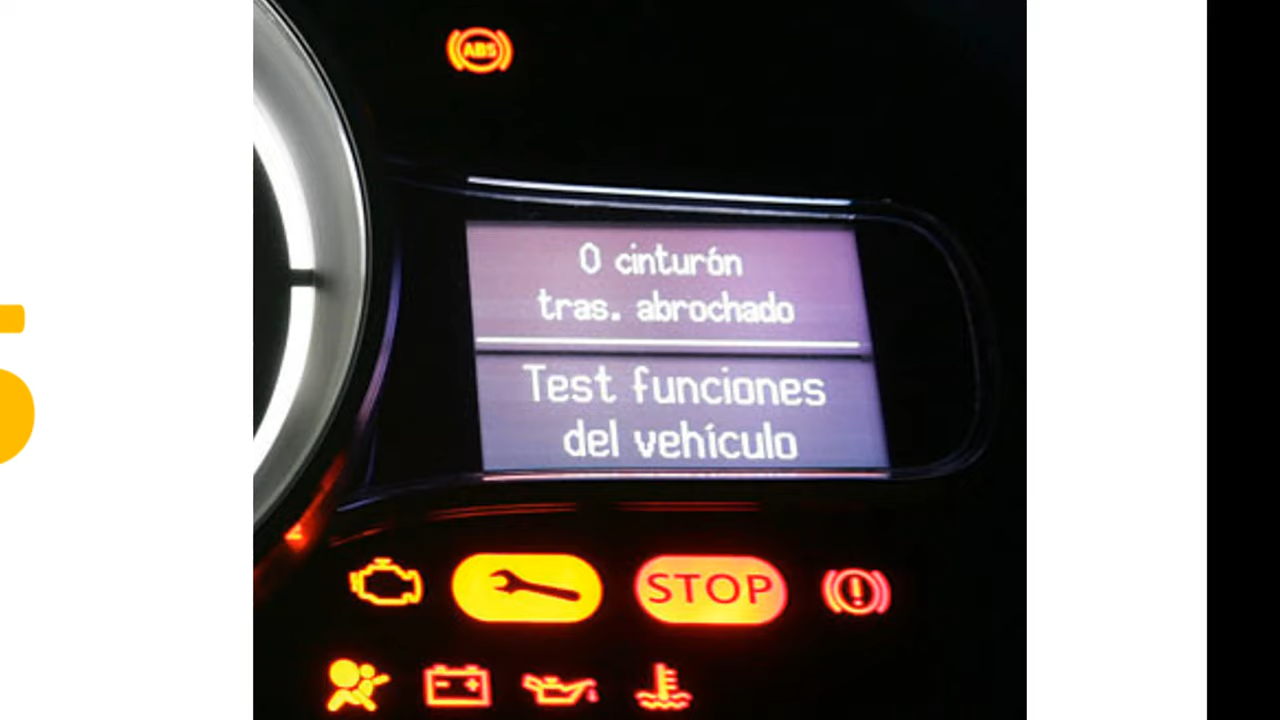 ABS
0 cinturón
tras. abrochado
Test funciones
del vehículo
STOP